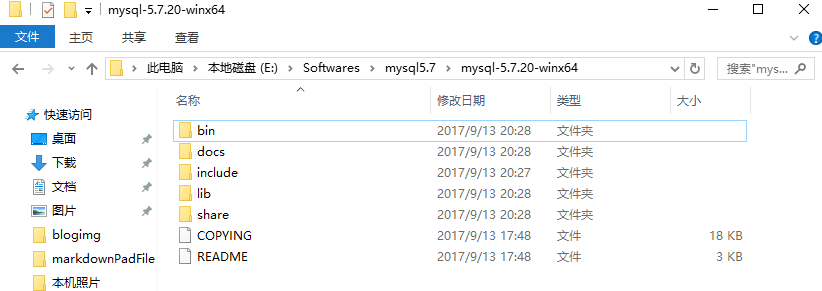 mysql-5.7.20-winx64
文件 主页 共享 查看
此电脑 本地磁盘 (E:) Softwares mysql5.7 mysql-5.7.20-winx64 搜索"mys...
名称 修改日期 类型 大小
快速访问
桌面
下载
文档
图片
blogimg
markdownPadFile
本机照片
bin 2017/9/13 20:28 文件夹
docs 2017/9/13 20:28 文件夹
include 2017/9/13 20:27 文件夹
lib 2017/9/13 20:28 文件夹
share 2017/9/13 20:28 文件夹
COPYING 2017/9/13 17:48 文件 18 KB
README 2017/9/13 17:48 文件 3 KB